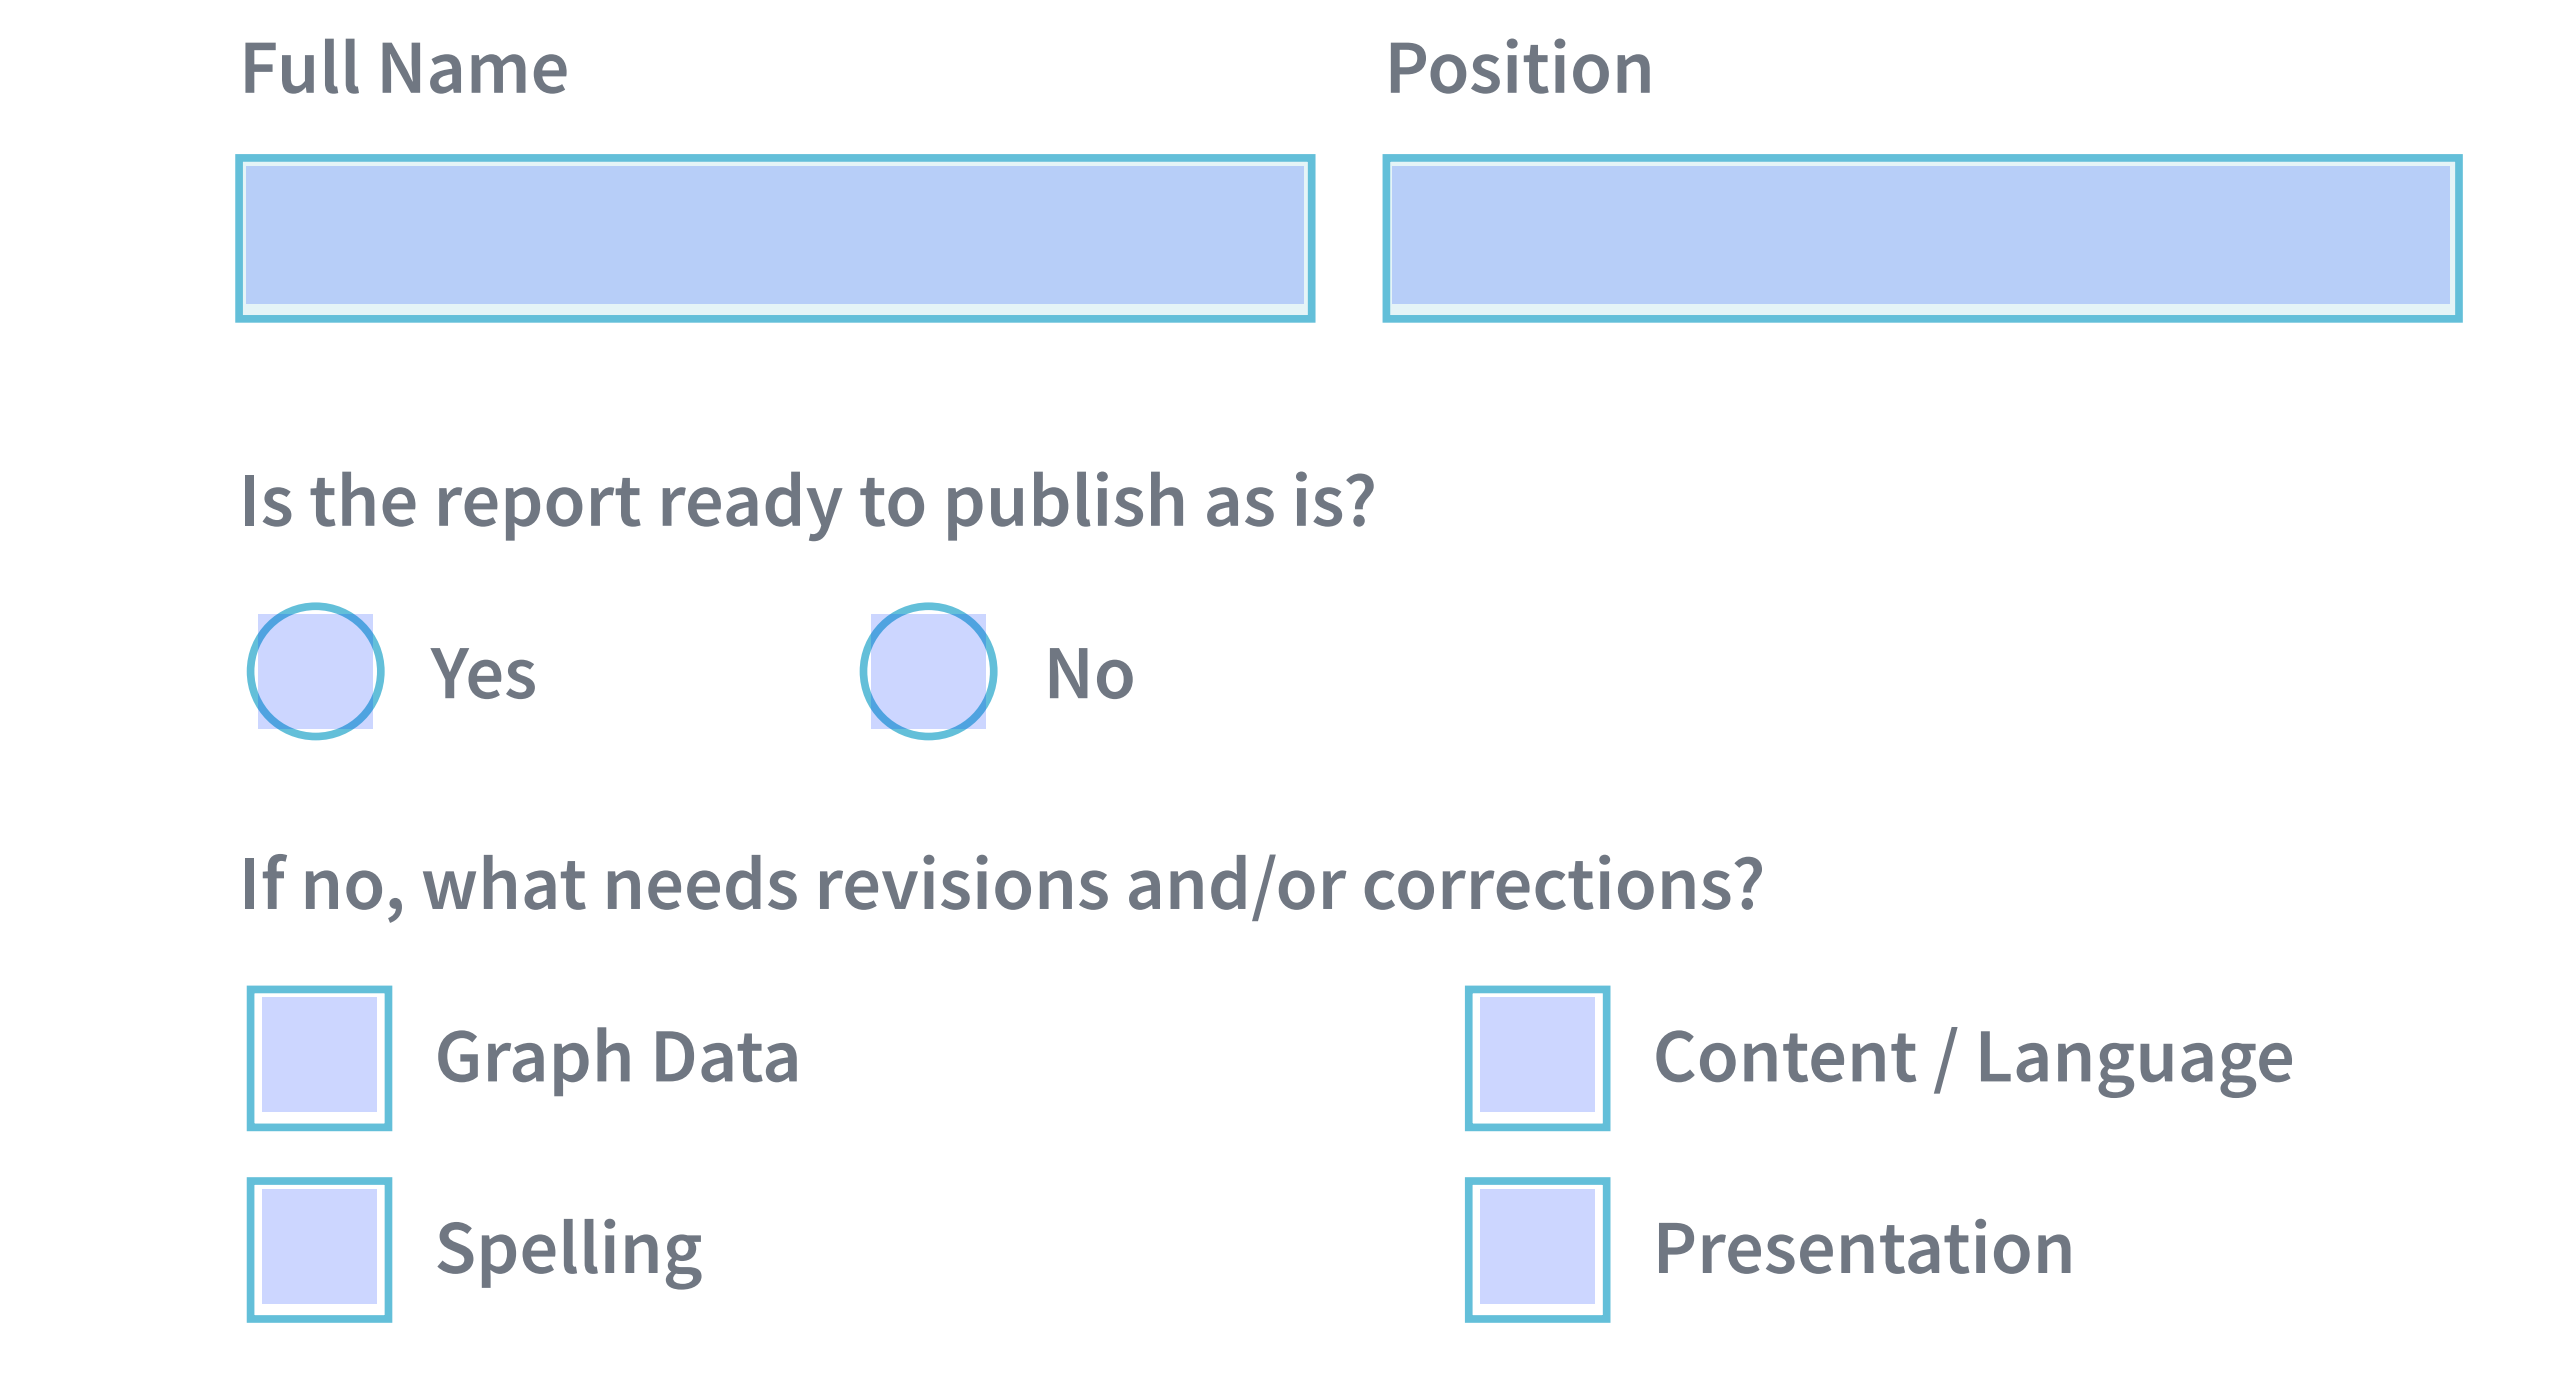 Full Name
Position
Is the report ready to publish as is?
Yes
No
If no, what needs revisions and/or corrections?
Graph Data
Content / Language
Spelling
Presentation